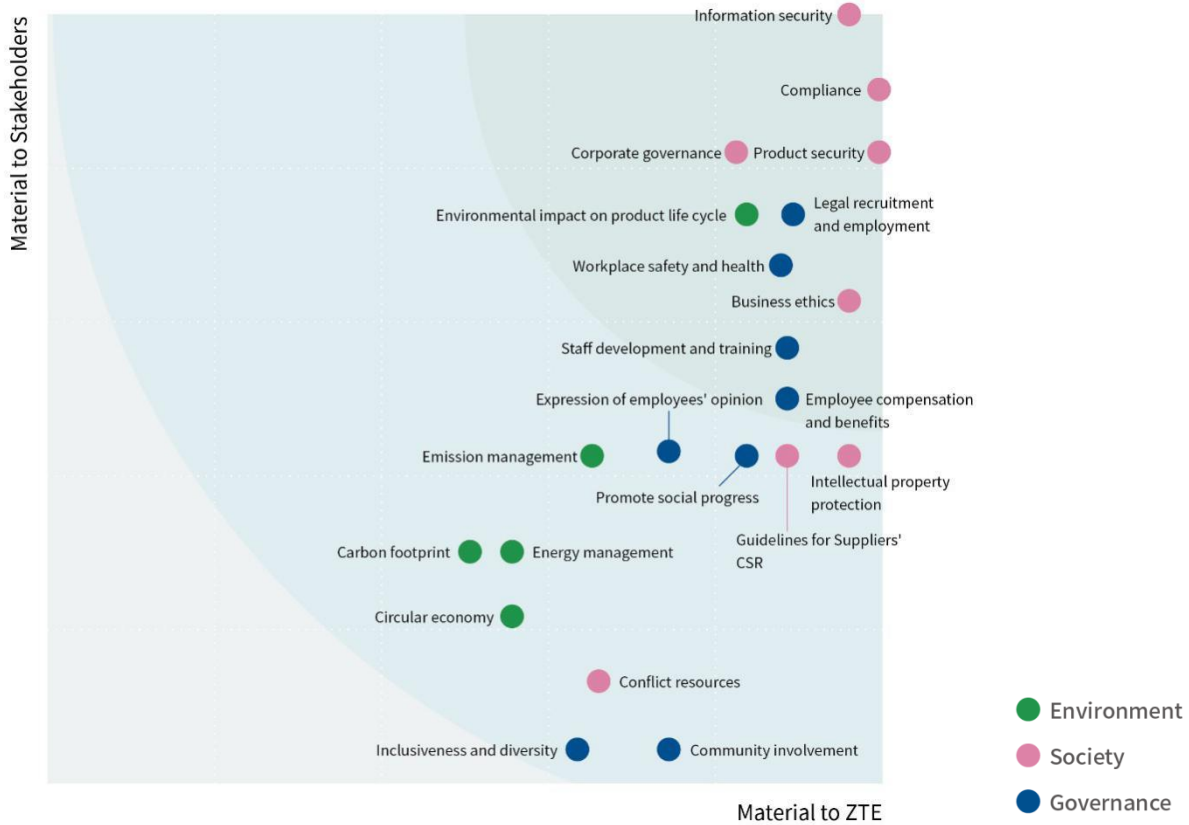 Material to Stakeholders
Information security
Compliance
Corporate governance
Product security
Environmental impact on product life cycle
Legal recruitment
and employment
Workplace safety and health
Business ethics
Staff development and training
Expression of employees' opinion
Employee compensation
and benefits
Emission management
Promote social progress
Intellectual property
protection
Guidelines for Suppliers'
CSR
Carbon footprint
Energy management
Circular economy
Conflict resources
Inclusiveness and diversity
Community involvement
Material to ZTE
Environment
Society
Governance